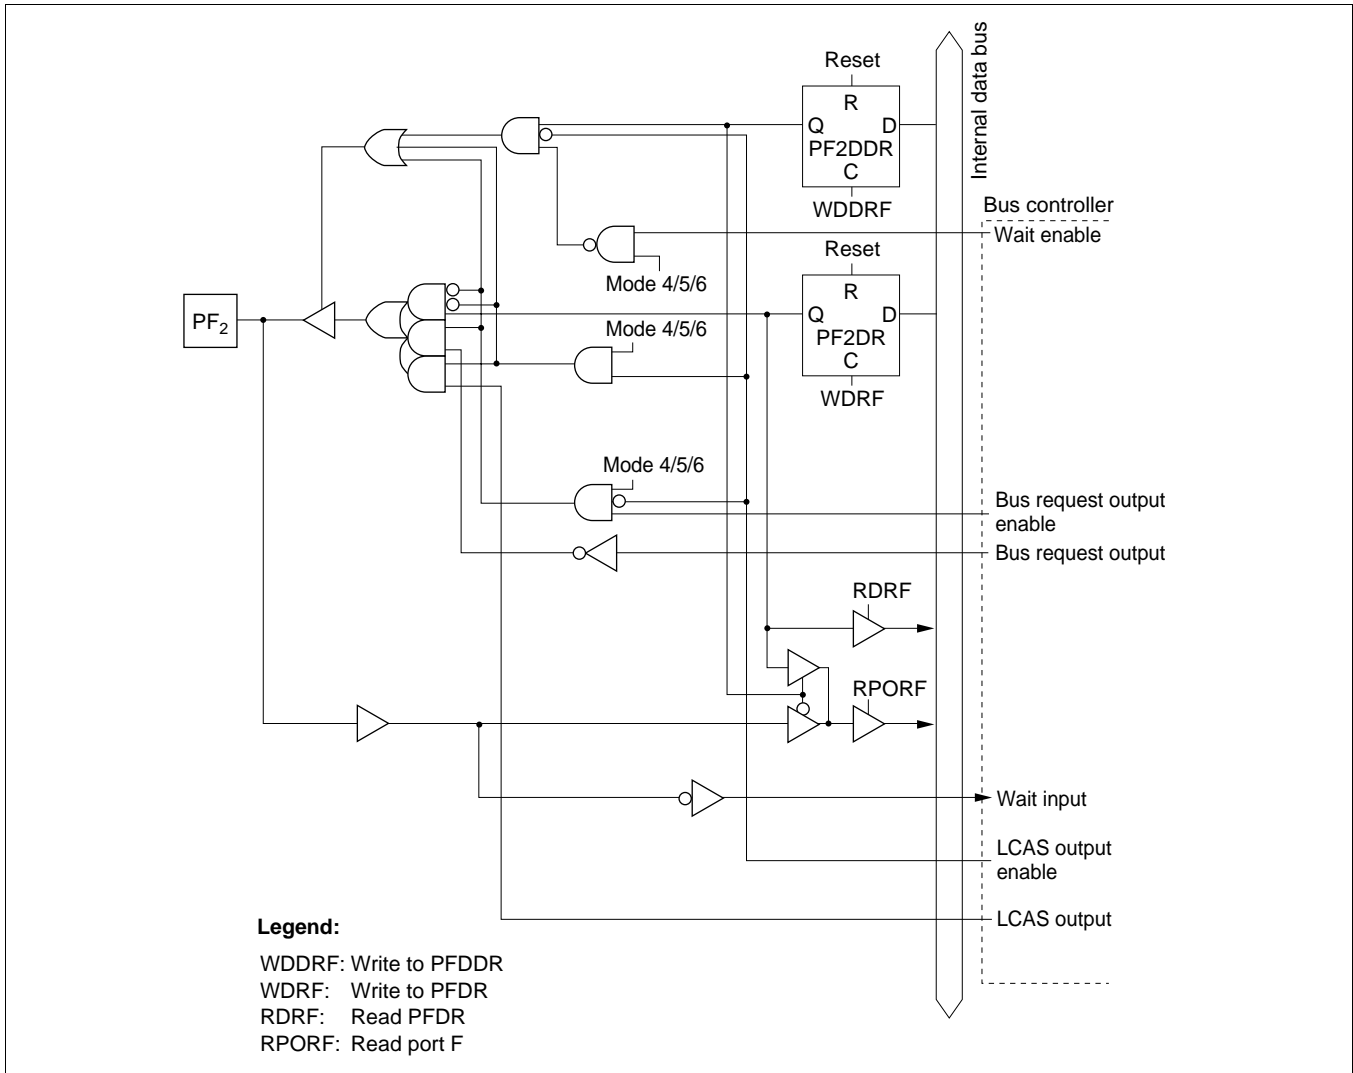 Reset
Internal data bus
R
Q D
PF2DDR
C
WDDRF
Bus controller
Wait enable
Reset
Mode 4/5/6
R
PF2
Q D
Mode 4/5/6
PF2DR
C
WDRF
Mode 4/5/6
Bus request output
enable
Bus request output
RDRF
RPORF
Wait input
LCAS output
enable
LCAS output
Legend:
WDDRF: Write to PFDDR
WDRF: Write to PFDR
RDRF: Read PFDR
RPORF: Read port F